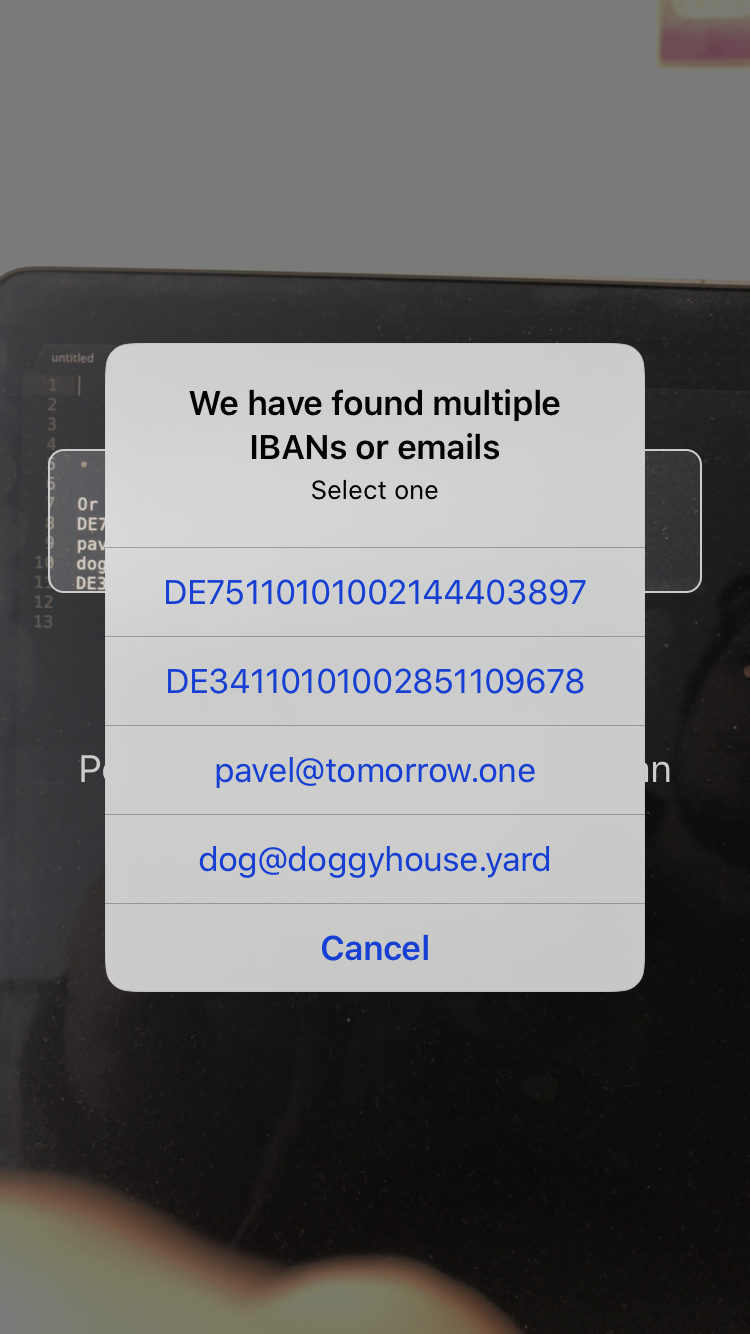 untitled
1
2
3
4
5
6
7 Or
8 DE7
9 pav
10 dog
11 DE3
12
13
We have found multiple
IBANs or emails
Select one
DE75110101002144403897
DE34110101002851109678
pavel@tomorrow.one
dog@doggyhouse.yard
Cancel